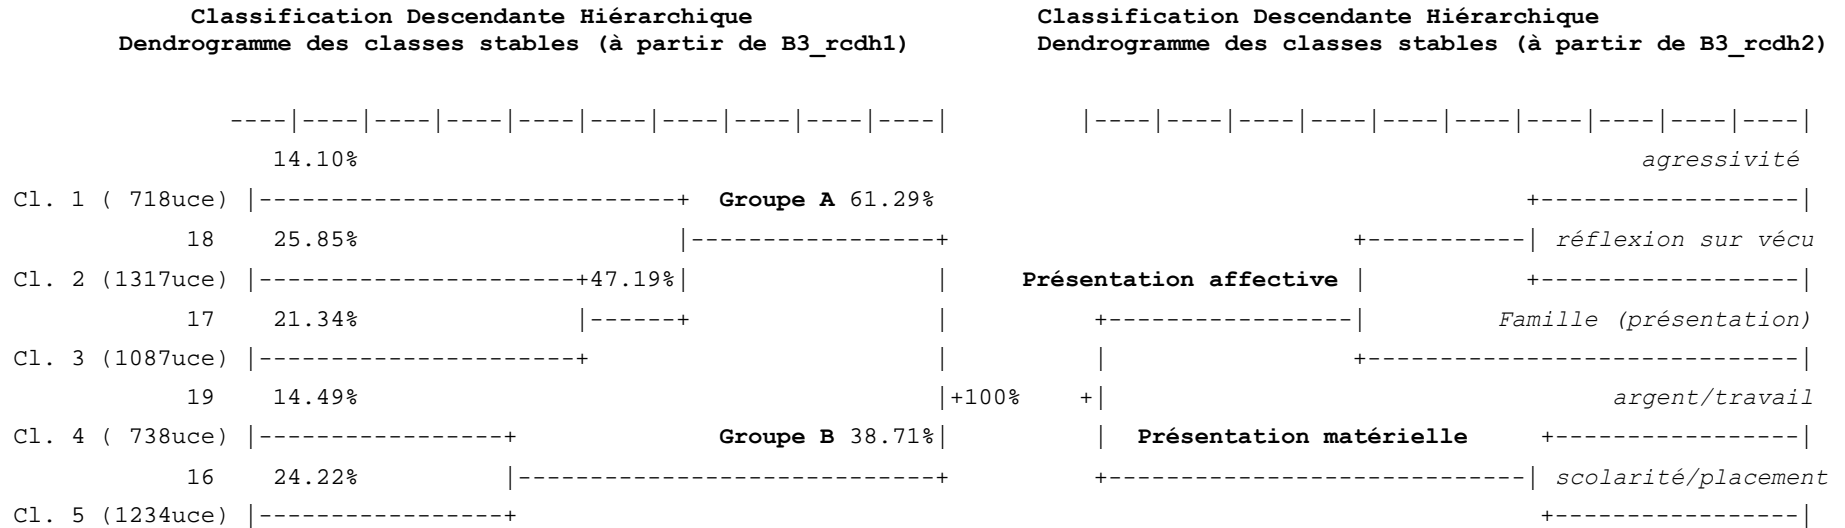 Classification Descendante Hiérarchique Classification Descendante Hiérarchique
Dendrogramme des classes stables (à partir de B3_rcdh1) Dendrogramme des classes stables (à partir de B3_rcdh2)
----|----|----|----|----|----|----|----|----|----| |----|----|----|----|----|----|----|----|----|----|
14.10% agressivité
Cl. 1 ( 718uce) |-----------------------------+ Groupe A 61.29% +------------------|
18 25.85% |-----------------+ +-----------| réflexion sur vécu
Cl. 2 (1317uce) |----------------------+47.19%| | Présentation affective | +------------------|
17 21.34% |------+ | +-----------------| Famille (présentation)
Cl. 3 (1087uce) |----------------------+ | | +------------------------------|
19 14.49% |+100% +| argent/travail
Cl. 4 ( 738uce) |-----------------+ Groupe B 38.71%| | Présentation matérielle +-----------------|
16 24.22% |-----------------------------+ +-----------------------------| scolarité/placement
Cl. 5 (1234uce) |-----------------+ +-----------------|